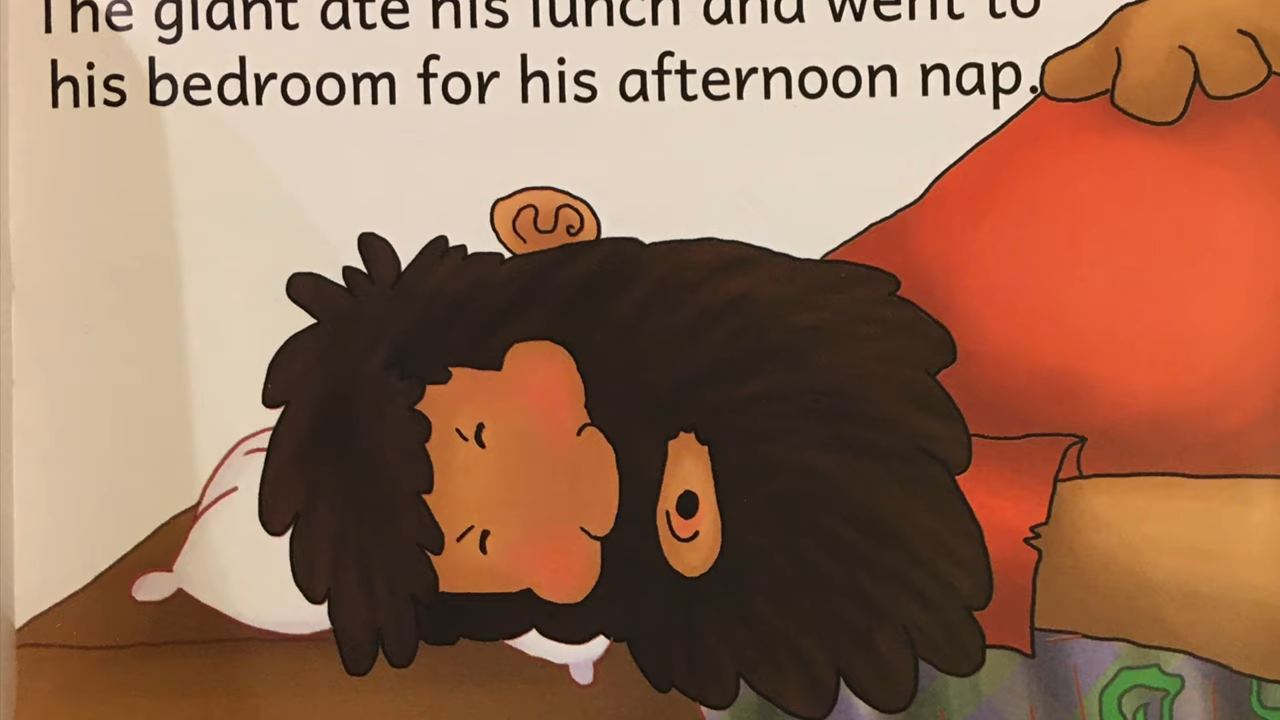 The giant ate his lunch and went to
his bedroom for his afternoon nap.